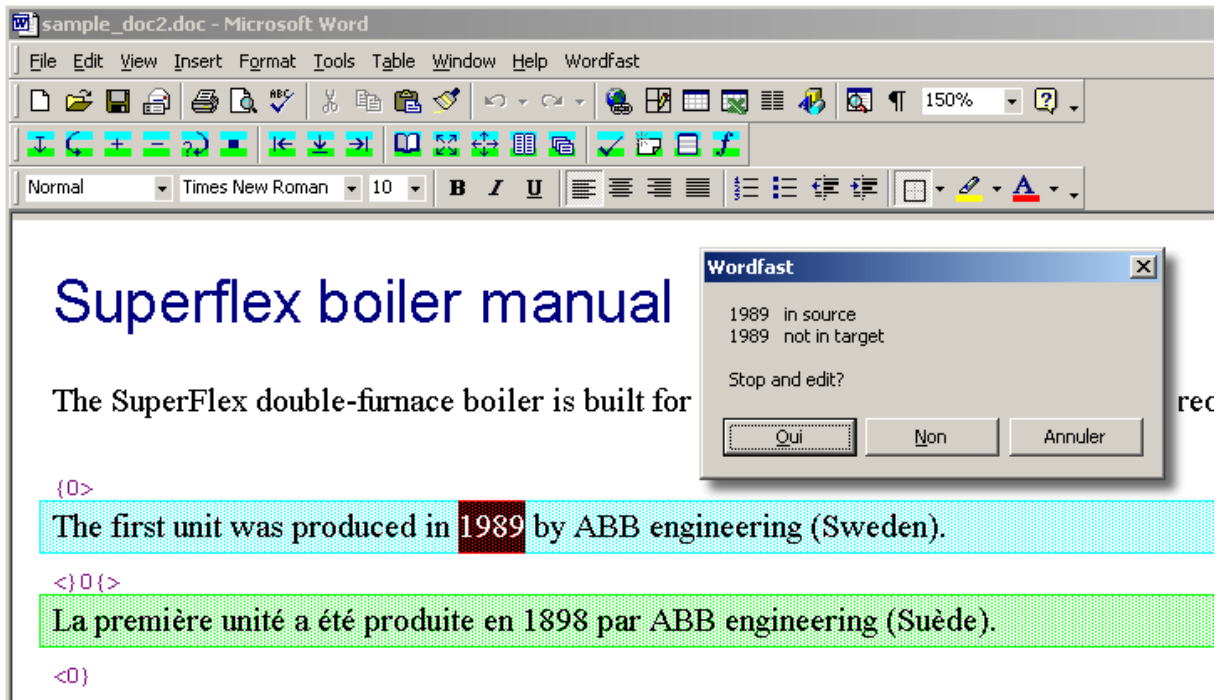 sample_doc2.doc - Microsoft Word
File Edit View Insert Format Tools Table Window Help Wordfast
ABC 150%
Normal Times New Roman 10 B I U A
Superflex boiler manual
Wordfast
1989 in source
1989 not in target
Stop and edit?
Oui Non Annuler
The SuperFlex double-furnace boiler is built for
{0>
The first unit was produced in 1989 by ABB engineering (Sweden).
<}0{>
La première unité a été produite en 1898 par ABB engineering (Suède).
<0}